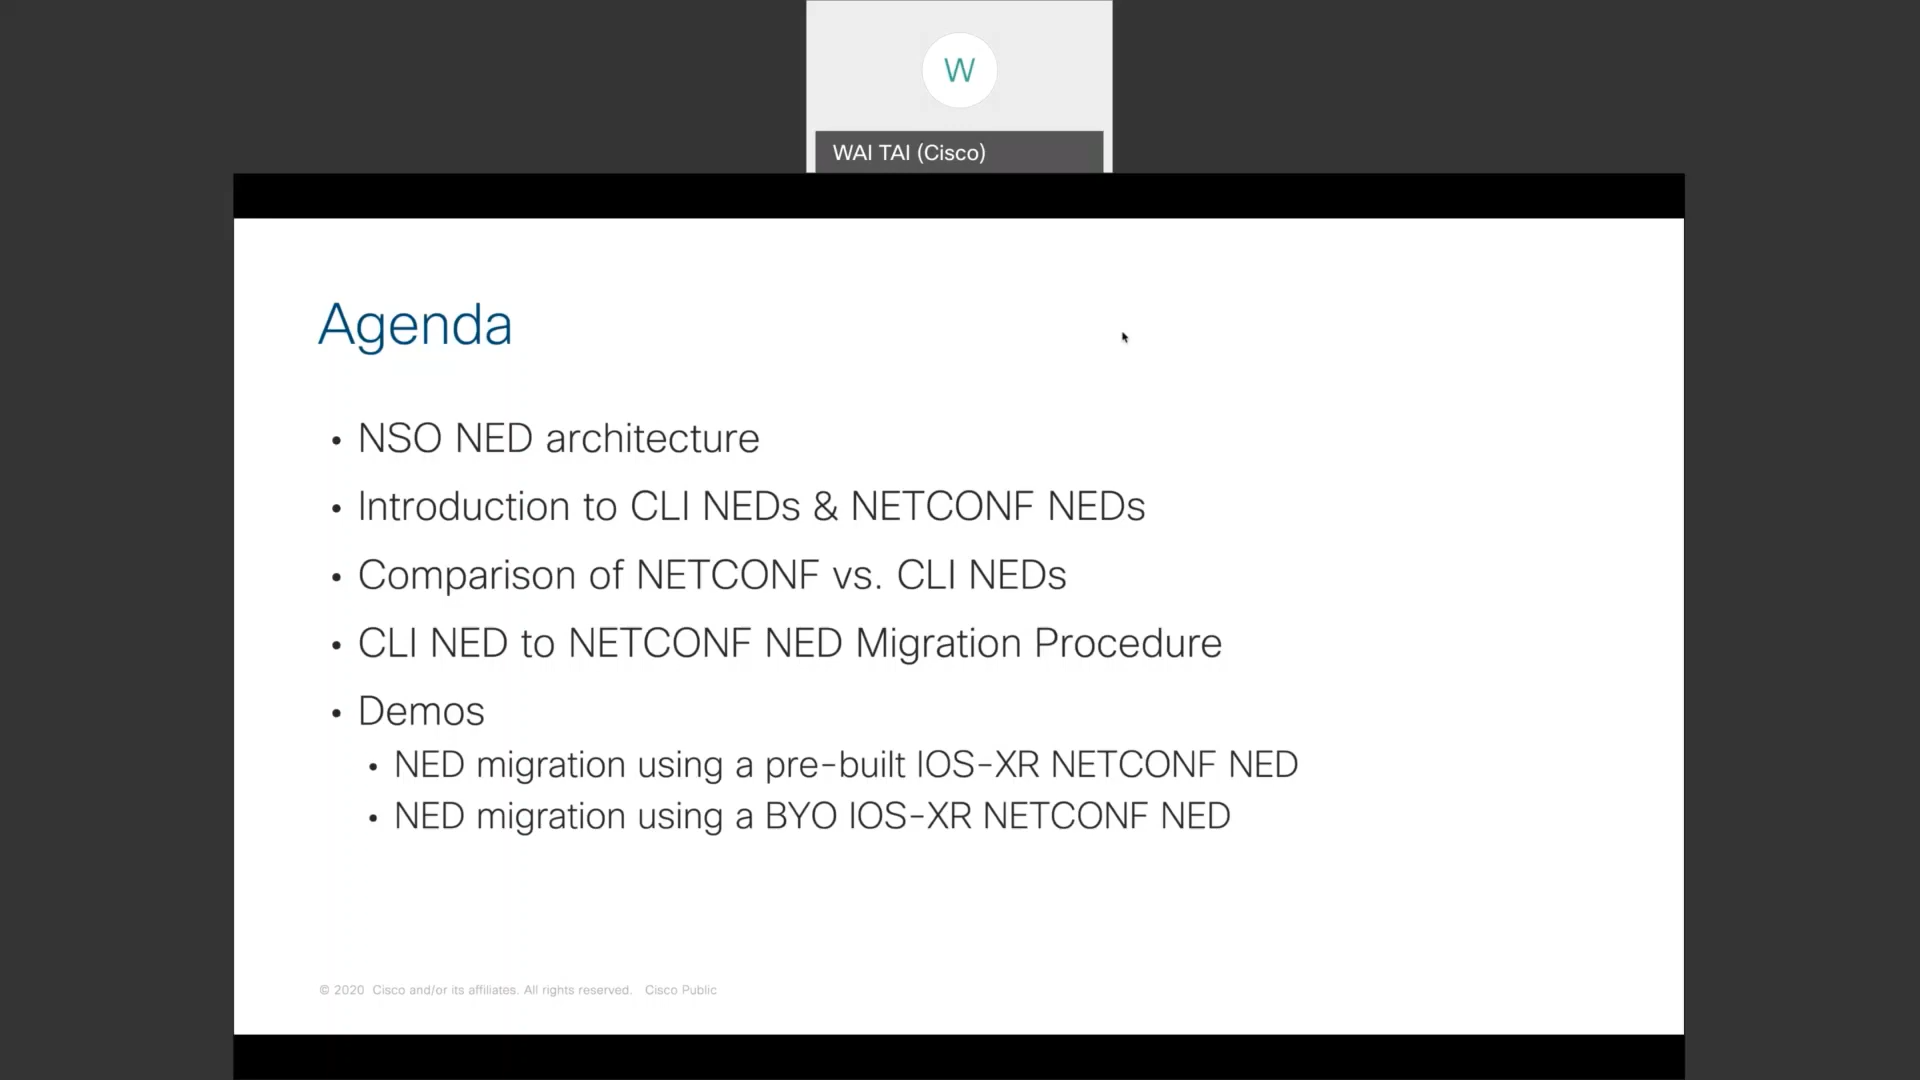 W
WAI TAI (Cisco)
Agenda
• NSO NED architecture
• Introduction to CLI NEDs & NETCONF NEDs
• Comparison of NETCONF vs. CLI NEDs
• CLI NED to NETCONF NED Migration Procedure
• Demos
• NED migration using a pre-built IOS-XR NETCONF NED
• NED migration using a BYO IOS-XR NETCONF NED
© 2020 Cisco and/or its affiliates. All rights reserved. Cisco Public